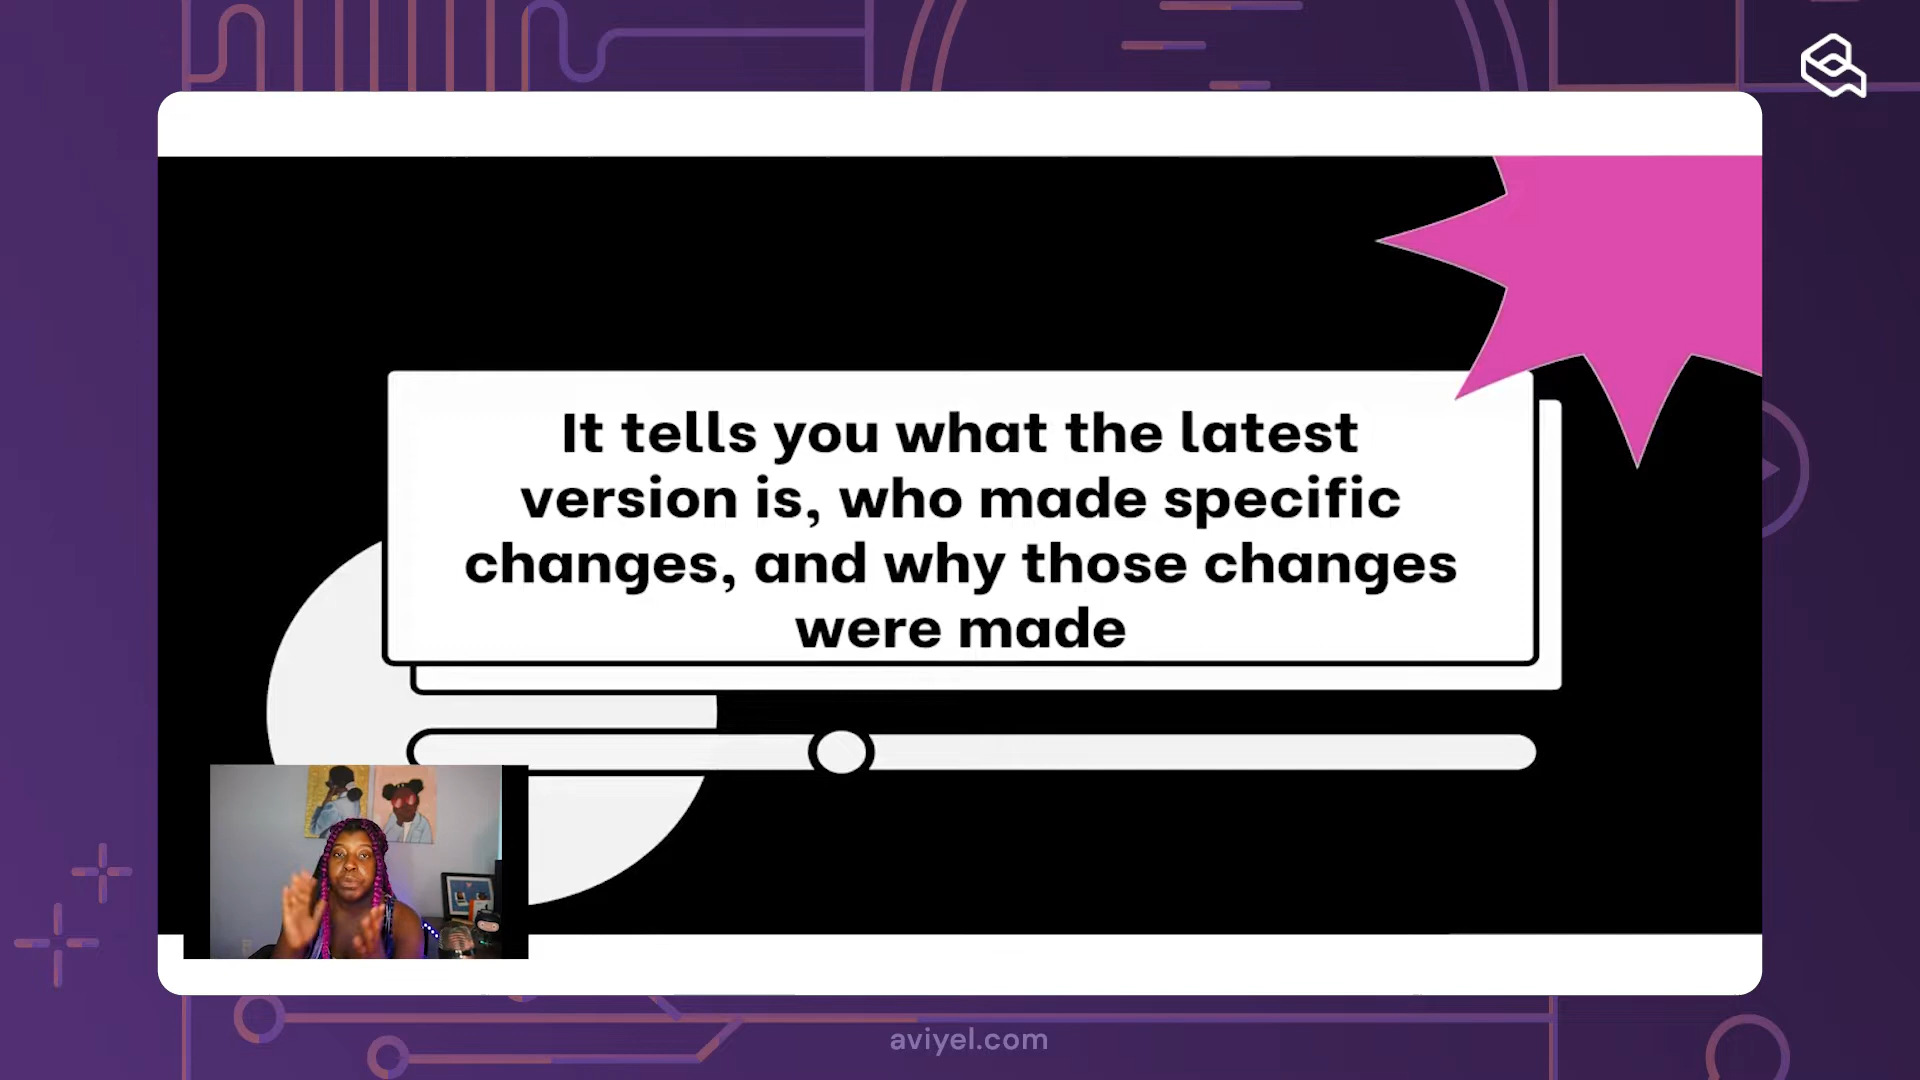 It tells you what the latest
version is, who made specific
changes, and why those changes
were made
aviyel.com